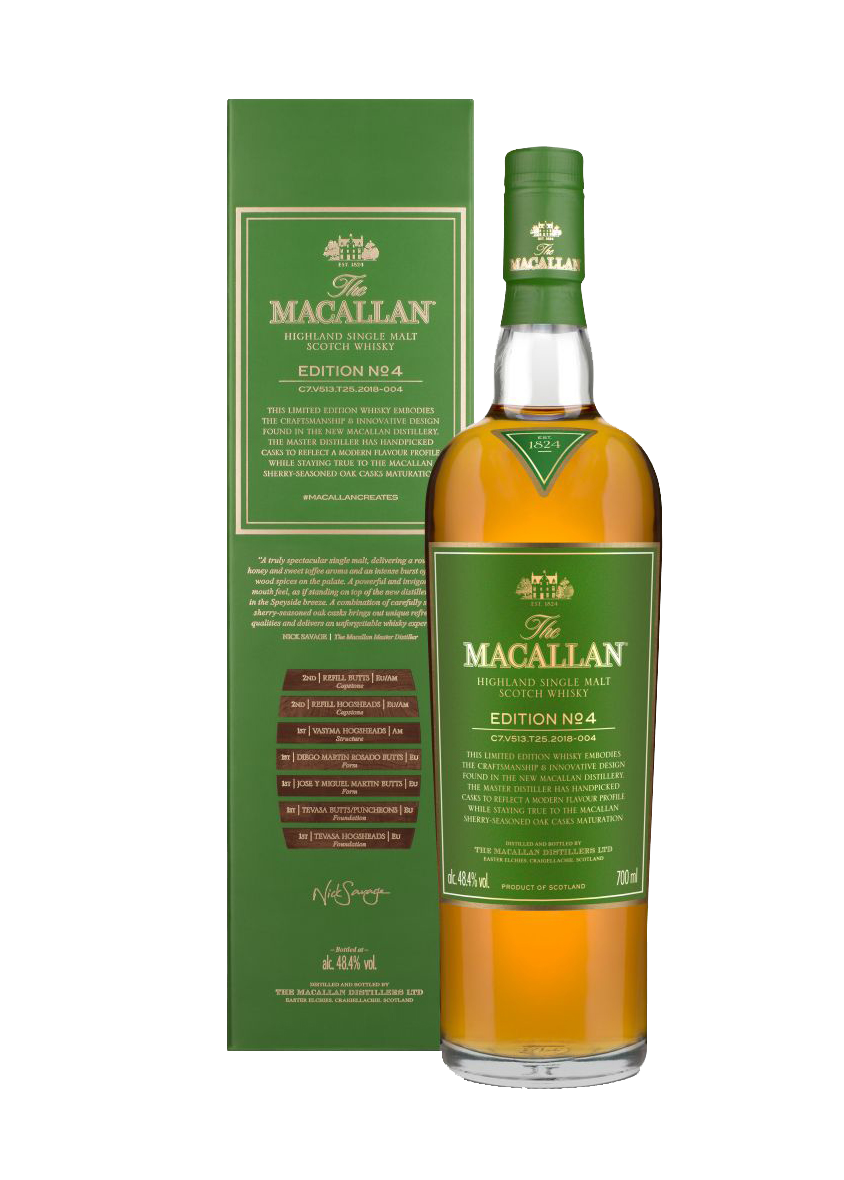 EST. 1824
The
MACALLAN
HIGHLAND SINGLE MALT
SCOTCH WHISKY
EDITION Nº4
C7.V513.T25.2018-004
THIS LIMITED EDITION WHISKY EMBODIES
THE CRAFTSMANSHIP & INNOVATIVE DESIGN
FOUND IN THE NEW MACALLAN DISTILLERY.
THE MASTER DISTILLER HAS HANDPICKED
CASKS TO REFLECT A MODERN FLAVOUR PROFILE
WHILE STAYING TRUE TO THE MACALLAN
SHERRY-SEASONED OAK CASKS MATURATION
#MACALLANCREATES
"A truly spectacular single malt, delivering a
honey and sweet toffee aroma and an intense burst
wood spices on the palate. A powerful and
mouth feel, as if standing on top of the new
in the Speyside breeze. A combination of carefully
sherry-seasoned oak casks brings out unique
qualities and delivers an unforgettable whisky
NICK SAVAGE | The Macallan Master Distiller
2ND | REFILL BUTTS | EU/AM
Capstone
2ND | REFILL HOGSHEADS | EU/AM
Capstone
1ST | VASYMA HOGSHEADS | AM
Structure
1ST | DIEGO MARTIN ROSADO BUTTS | EU
Form
1ST | JOSE Y MIGUEL MARTIN BUTTS | EU
Form
1ST | TEVASA BUTTS/PUNCHEONS | EU
Foundation
1ST | TEVASA HOGSHEADS | EU
Foundation
Nick Savage
– Bottled at –
alc. 48.4% vol.
DISTILLED AND BOTTLED BY
THE MACALLAN DISTILLERS LTD
EASTER ELCHIES, CRAIGELLACHIE, SCOTLAND
The
MACALLAN
EST.
1824
EST. 1824
The
MACALLAN
HIGHLAND SINGLE MALT
SCOTCH WHISKY
EDITION Nº4
C7.V513.T25.2018-004
THIS LIMITED EDITION WHISKY EMBODIES
THE CRAFTSMANSHIP & INNOVATIVE DESIGN
FOUND IN THE NEW MACALLAN DISTILLERY.
THE MASTER DISTILLER HAS HANDPICKED
CASKS TO REFLECT A MODERN FLAVOUR PROFILE
WHILE STAYING TRUE TO THE MACALLAN
SHERRY-SEASONED OAK CASKS MATURATION
DISTILLED AND BOTTLED BY
THE MACALLAN DISTILLERS LTD
EASTER ELCHIES, CRAIGELLACHIE, SCOTLAND
alc. 48.4% vol.
PRODUCT OF SCOTLAND
700 ml